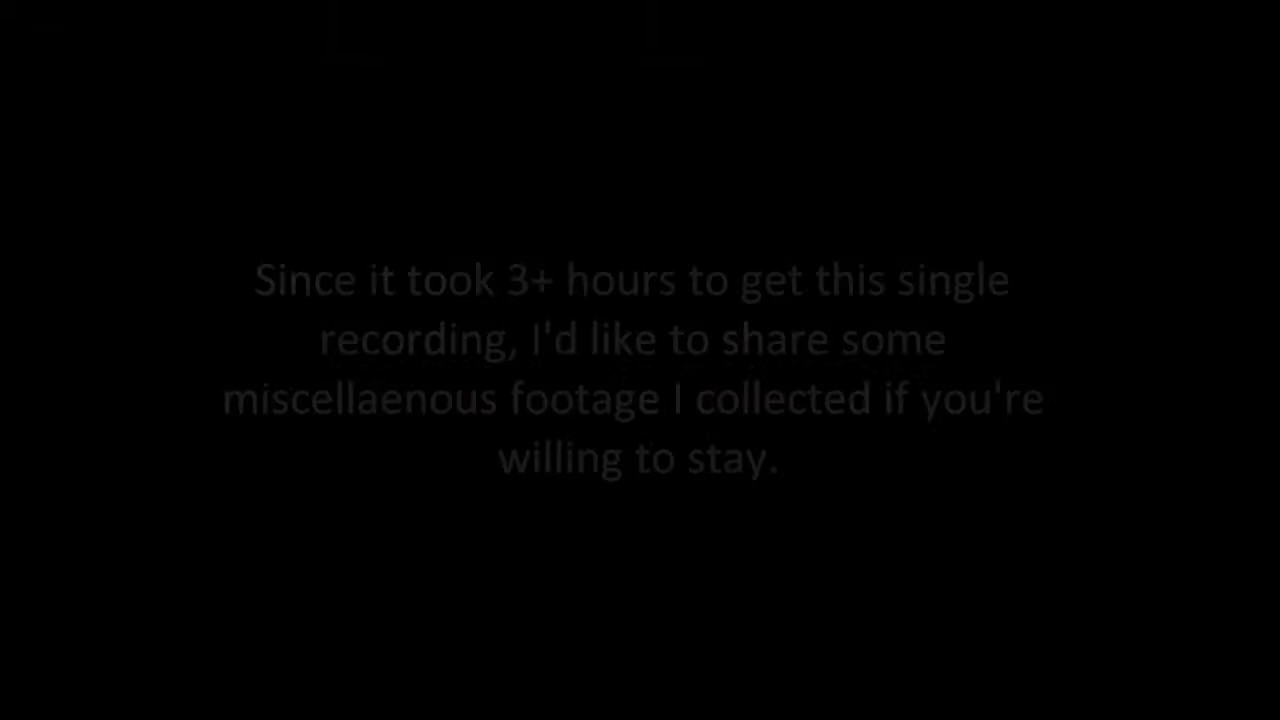 Since it took 3+ hours to get this single
recording, I'd like to share some
miscellaenous footage I collected if you're
willing to stay.